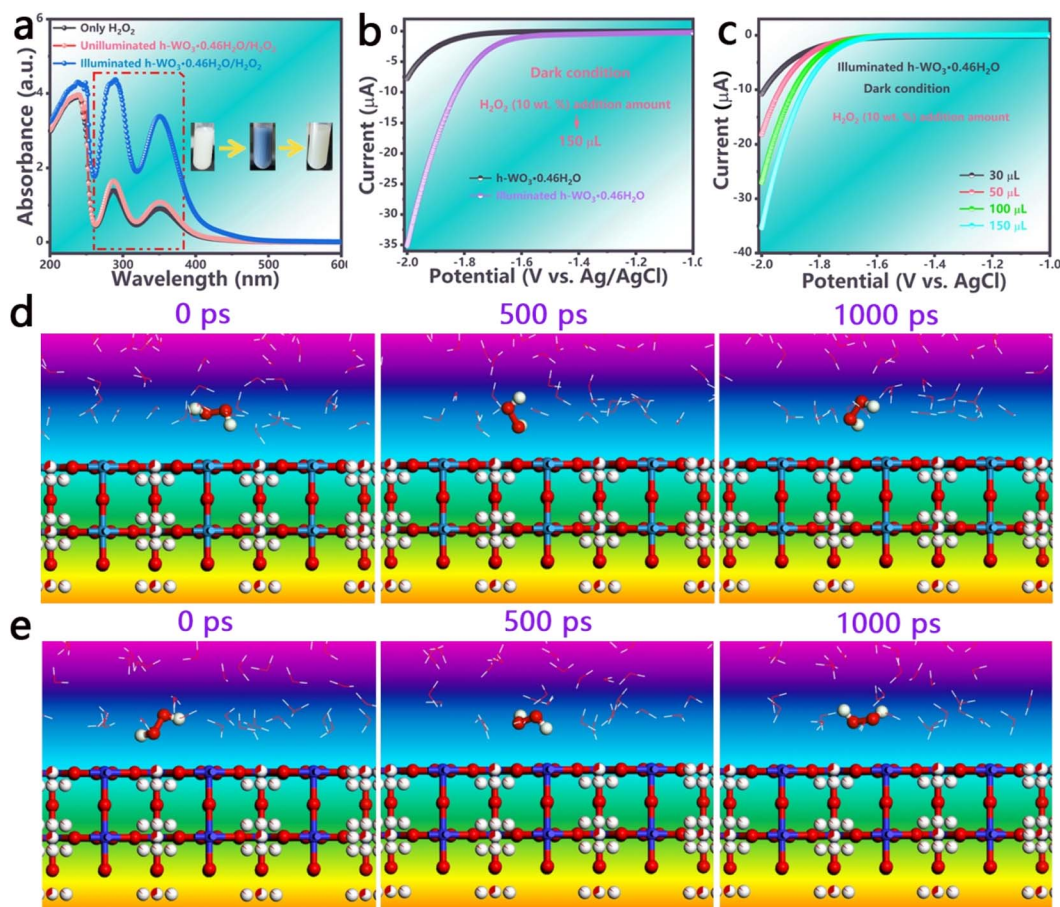 a
Only H₂O₂
Unilluminated h-WO₃•0.46H₂O/H₂O₂
Illuminated h-WO₃•0.46H₂O/H₂O₂
Absorbance (a.u.)
6
4
2
0
200
300
400
500
600
Wavelength (nm)
b
Dark condition
H₂O₂ (10 wt. %) addition amount
150 μL
h-WO₃•0.46H₂O
Illuminated h-WO₃•0.46H₂O
Current (μA)
0
-5
-10
-15
-20
-25
-30
-35
-2.0
-1.8
-1.6
-1.4
-1.2
-1.0
Potential (V vs. Ag/AgCl)
c
Illuminated h-WO₃•0.46H₂O
Dark condition
H₂O₂ (10 wt. %) addition amount
30 μL
50 μL
100 μL
150 μL
Current (μA)
0
-10
-20
-30
-40
-2.0
-1.8
-1.6
-1.4
-1.2
-1.0
Potential (V vs. AgCl)
d
0 ps
500 ps
1000 ps
e
0 ps
500 ps
1000 ps